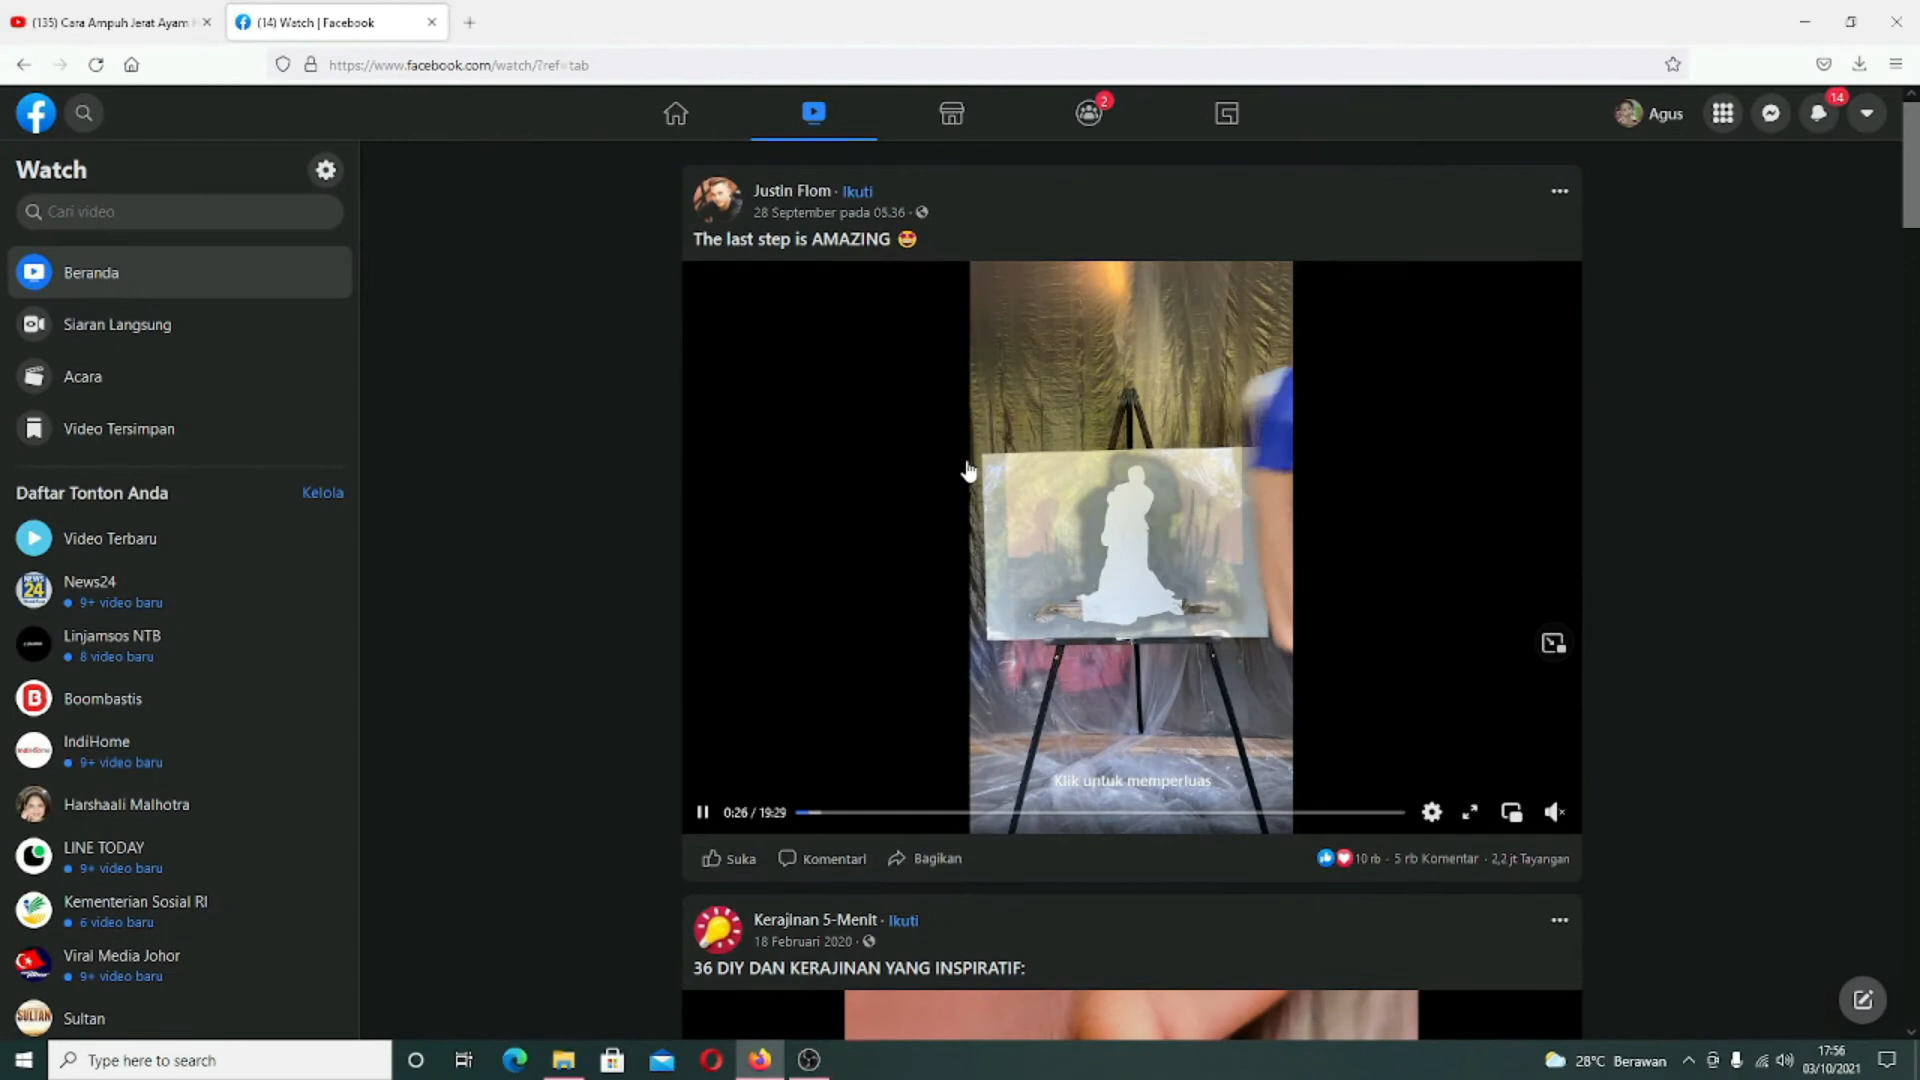 (135) Cara Ampuh Jerat Ayam
(14) Watch | Facebook
https://www.facebook.com/watch/?ref=tab
2
Agus
14
Watch
Cari video
Beranda
Siaran Langsung
Acara
Video Tersimpan
Daftar Tonton Anda
Kelola
Video Terbaru
NEWS 24
News24
9+ video baru
Linjamsos NTB
8 video baru
B
Boombastis
IndiHome
IndiHome
9+ video baru
Harshaali Malhotra
LINE TODAY
9+ video baru
Kementerian Sosial RI
6 video baru
Viral Media Johor
9+ video baru
SULTAN
Sultan
Justin Flom · Ikuti
28 September pada 05.36 ·
The last step is AMAZING 🤩
Klik untuk memperluas
0:26 / 19:29
Suka
Komentari
Bagikan
10 rb · 5 rb Komentar · 2,2 jt Tayangan
Kerajinan 5-Menit · Ikuti
18 Februari 2020 ·
36 DIY DAN KERAJINAN YANG INSPIRATIF:
Type here to search
28°C Berawan
17:56
03/10/2021